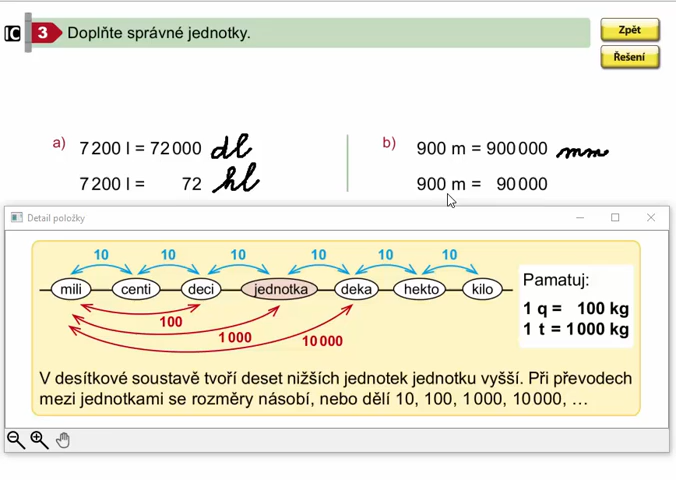 IC 3 Doplňte správné jednotky.
Zpět
Řešení
a) 7 200 l = 72 000 dl
7 200 l = 72 hl
b) 900 m = 900 000 mm
900 m = 90 000
Detail položky
10 10 10 10 10 10
mili centi deci jednotka deka hekto kilo
100
1 000
10 000
Pamatuj:
1 q = 100 kg
1 t = 1 000 kg
V desítkové soustavě tvoří deset nižších jednotek jednotku vyšší. Při převodech
mezi jednotkami se rozměry násobí, nebo dělí 10, 100, 1 000, 10 000, …